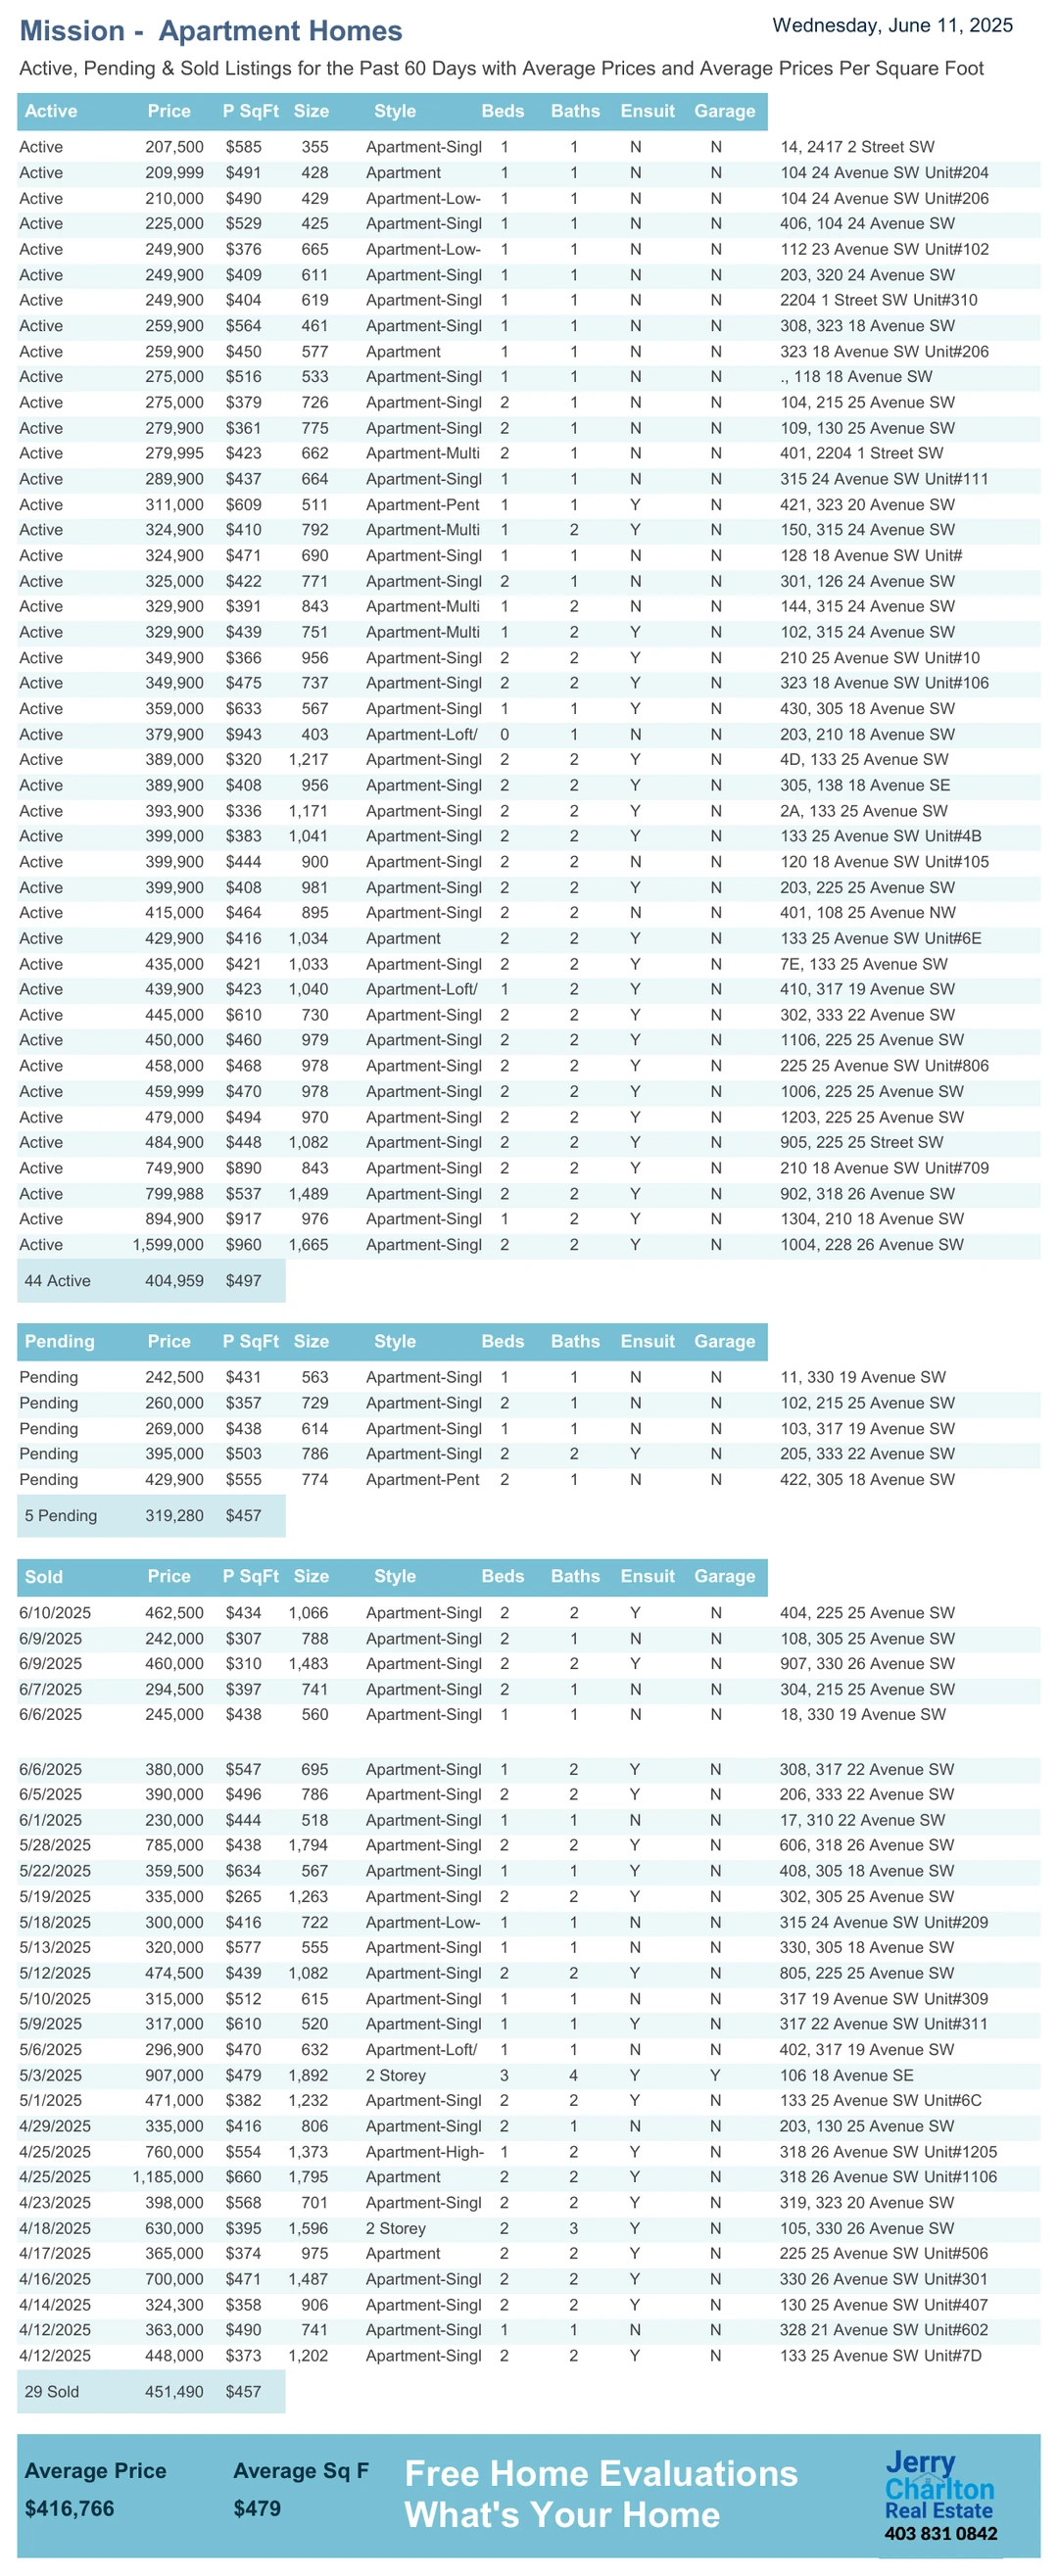 Mission - Apartment Homes
Wednesday, June 11, 2025
Active, Pending & Sold Listings for the Past 60 Days with Average Prices and Average Prices Per Square Foot
Active Price P SqFt Size Style Beds Baths Ensuit Garage
Active 207,500 $585 355 Apartment-Singl 1 1 N N 14, 2417 2 Street SW
Active 209,999 $491 428 Apartment 1 1 N N 104 24 Avenue SW Unit#204
Active 210,000 $490 429 Apartment-Low- 1 1 N N 104 24 Avenue SW Unit#206
Active 225,000 $529 425 Apartment-Singl 1 1 N N 406, 104 24 Avenue SW
Active 249,900 $376 665 Apartment-Low- 1 1 N N 112 23 Avenue SW Unit#102
Active 249,900 $409 611 Apartment-Singl 1 1 N N 203, 320 24 Avenue SW
Active 249,900 $404 619 Apartment-Singl 1 1 N N 2204 1 Street SW Unit#310
Active 259,900 $564 461 Apartment-Singl 1 1 N N 308, 323 18 Avenue SW
Active 259,900 $450 577 Apartment 1 1 N N 323 18 Avenue SW Unit#206
Active 275,000 $516 533 Apartment-Singl 1 1 N N ., 118 18 Avenue SW
Active 275,000 $379 726 Apartment-Singl 2 1 N N 104, 215 25 Avenue SW
Active 279,900 $361 775 Apartment-Singl 2 1 N N 109, 130 25 Avenue SW
Active 279,995 $423 662 Apartment-Multi 2 1 N N 401, 2204 1 Street SW
Active 289,900 $437 664 Apartment-Singl 1 1 N N 315 24 Avenue SW Unit#111
Active 311,000 $609 511 Apartment-Pent 1 1 Y N 421, 323 20 Avenue SW
Active 324,900 $410 792 Apartment-Multi 1 2 Y N 150, 315 24 Avenue SW
Active 324,900 $471 690 Apartment-Singl 1 1 N N 128 18 Avenue SW Unit#
Active 325,000 $422 771 Apartment-Singl 2 1 N N 301, 126 24 Avenue SW
Active 329,900 $391 843 Apartment-Multi 1 2 N N 144, 315 24 Avenue SW
Active 329,900 $439 751 Apartment-Multi 1 2 Y N 102, 315 24 Avenue SW
Active 349,900 $366 956 Apartment-Singl 2 2 Y N 210 25 Avenue SW Unit#10
Active 349,900 $475 737 Apartment-Singl 2 2 Y N 323 18 Avenue SW Unit#106
Active 359,000 $633 567 Apartment-Singl 1 1 Y N 430, 305 18 Avenue SW
Active 379,900 $943 403 Apartment-Loft/ 0 1 N N 203, 210 18 Avenue SW
Active 389,000 $320 1,217 Apartment-Singl 2 2 Y N 4D, 133 25 Avenue SW
Active 389,900 $408 956 Apartment-Singl 2 2 Y N 305, 138 18 Avenue SE
Active 393,900 $336 1,171 Apartment-Singl 2 2 Y N 2A, 133 25 Avenue SW
Active 399,000 $383 1,041 Apartment-Singl 2 2 Y N 133 25 Avenue SW Unit#4B
Active 399,900 $444 900 Apartment-Singl 2 2 N N 120 18 Avenue SW Unit#105
Active 399,900 $408 981 Apartment-Singl 2 2 Y N 203, 225 25 Avenue SW
Active 415,000 $464 895 Apartment-Singl 2 2 N N 401, 108 25 Avenue NW
Active 429,900 $416 1,034 Apartment 2 2 Y N 133 25 Avenue SW Unit#6E
Active 435,000 $421 1,033 Apartment-Singl 2 2 Y N 7E, 133 25 Avenue SW
Active 439,900 $423 1,040 Apartment-Loft/ 1 2 Y N 410, 317 19 Avenue SW
Active 445,000 $610 730 Apartment-Singl 2 2 Y N 302, 333 22 Avenue SW
Active 450,000 $460 979 Apartment-Singl 2 2 Y N 1106, 225 25 Avenue SW
Active 458,000 $468 978 Apartment-Singl 2 2 Y N 225 25 Avenue SW Unit#806
Active 459,999 $470 978 Apartment-Singl 2 2 Y N 1006, 225 25 Avenue SW
Active 479,000 $494 970 Apartment-Singl 2 2 Y N 1203, 225 25 Avenue SW
Active 484,900 $448 1,082 Apartment-Singl 2 2 Y N 905, 225 25 Street SW
Active 749,900 $890 843 Apartment-Singl 2 2 Y N 210 18 Avenue SW Unit#709
Active 799,988 $537 1,489 Apartment-Singl 2 2 Y N 902, 318 26 Avenue SW
Active 894,900 $917 976 Apartment-Singl 1 2 Y N 1304, 210 18 Avenue SW
Active 1,599,000 $960 1,665 Apartment-Singl 2 2 Y N 1004, 228 26 Avenue SW
44 Active 404,959 $497
Pending Price P SqFt Size Style Beds Baths Ensuit Garage
Pending 242,500 $431 563 Apartment-Singl 1 1 N N 11, 330 19 Avenue SW
Pending 260,000 $357 729 Apartment-Singl 2 1 N N 102, 215 25 Avenue SW
Pending 269,000 $438 614 Apartment-Singl 1 1 N N 103, 317 19 Avenue SW
Pending 395,000 $503 786 Apartment-Singl 2 2 Y N 205, 333 22 Avenue SW
Pending 429,900 $555 774 Apartment-Pent 2 1 N N 422, 305 18 Avenue SW
5 Pending 319,280 $457
Sold Price P SqFt Size Style Beds Baths Ensuit Garage
6/10/2025 462,500 $434 1,066 Apartment-Singl 2 2 Y N 404, 225 25 Avenue SW
6/9/2025 242,000 $307 788 Apartment-Singl 2 1 N N 108, 305 25 Avenue SW
6/9/2025 460,000 $310 1,483 Apartment-Singl 2 2 Y N 907, 330 26 Avenue SW
6/7/2025 294,500 $397 741 Apartment-Singl 2 1 N N 304, 215 25 Avenue SW
6/6/2025 245,000 $438 560 Apartment-Singl 1 1 N N 18, 330 19 Avenue SW
6/6/2025 380,000 $547 695 Apartment-Singl 1 2 Y N 308, 317 22 Avenue SW
6/5/2025 390,000 $496 786 Apartment-Singl 2 2 Y N 206, 333 22 Avenue SW
6/1/2025 230,000 $444 518 Apartment-Singl 1 1 N N 17, 310 22 Avenue SW
5/28/2025 785,000 $438 1,794 Apartment-Singl 2 2 Y N 606, 318 26 Avenue SW
5/22/2025 359,500 $634 567 Apartment-Singl 1 1 Y N 408, 305 18 Avenue SW
5/19/2025 335,000 $265 1,263 Apartment-Singl 2 2 Y N 302, 305 25 Avenue SW
5/18/2025 300,000 $416 722 Apartment-Low- 1 1 N N 315 24 Avenue SW Unit#209
5/13/2025 320,000 $577 555 Apartment-Singl 1 1 N N 330, 305 18 Avenue SW
5/12/2025 474,500 $439 1,082 Apartment-Singl 2 2 Y N 805, 225 25 Avenue SW
5/10/2025 315,000 $512 615 Apartment-Singl 1 1 N N 317 19 Avenue SW Unit#309
5/9/2025 317,000 $610 520 Apartment-Singl 1 1 Y N 317 22 Avenue SW Unit#311
5/6/2025 296,900 $470 632 Apartment-Loft/ 1 1 N N 402, 317 19 Avenue SW
5/3/2025 907,000 $479 1,892 2 Storey 3 4 Y Y 106 18 Avenue SE
5/1/2025 471,000 $382 1,232 Apartment-Singl 2 2 Y N 133 25 Avenue SW Unit#6C
4/29/2025 335,000 $416 806 Apartment-Singl 2 1 N N 203, 130 25 Avenue SW
4/25/2025 760,000 $554 1,373 Apartment-High- 1 2 Y N 318 26 Avenue SW Unit#1205
4/25/2025 1,185,000 $660 1,795 Apartment 2 2 Y N 318 26 Avenue SW Unit#1106
4/23/2025 398,000 $568 701 Apartment-Singl 2 2 Y N 319, 323 20 Avenue SW
4/18/2025 630,000 $395 1,596 2 Storey 2 3 Y N 105, 330 26 Avenue SW
4/17/2025 365,000 $374 975 Apartment 2 2 Y N 225 25 Avenue SW Unit#506
4/16/2025 700,000 $471 1,487 Apartment-Singl 2 2 Y N 330 26 Avenue SW Unit#301
4/14/2025 324,300 $358 906 Apartment-Singl 2 2 Y N 130 25 Avenue SW Unit#407
4/12/2025 363,000 $490 741 Apartment-Singl 1 1 N N 328 21 Avenue SW Unit#602
4/12/2025 448,000 $373 1,202 Apartment-Singl 2 2 Y N 133 25 Avenue SW Unit#7D
29 Sold 451,490 $457
Average Price Average Sq F
$416,766 $479
Free Home Evaluations
What's Your Home
Jerry
Charlton
Real Estate
403 831 0842